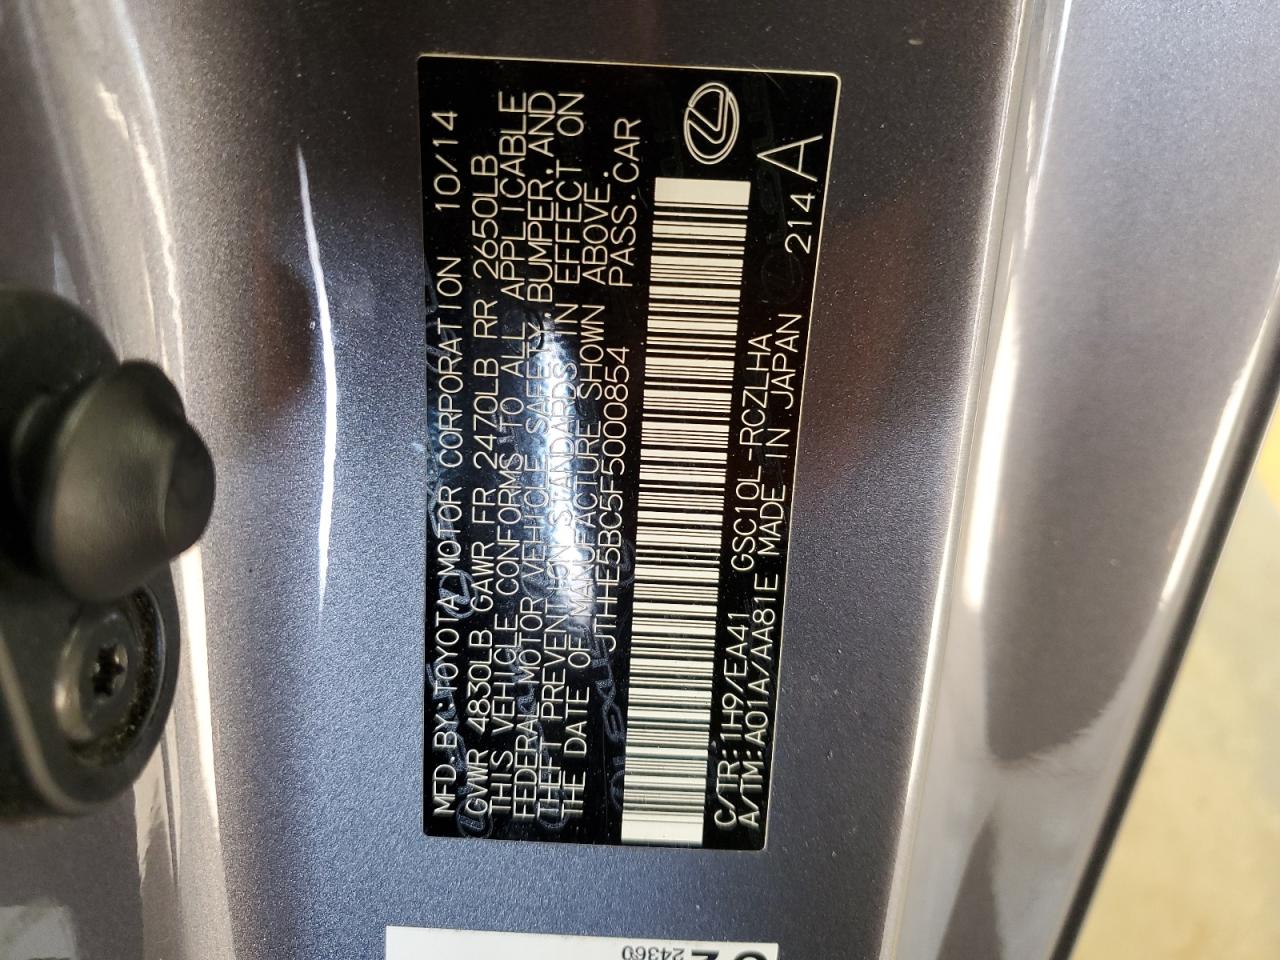 MFD.BY:TOYOTA MOTOR CORPORATION 10/14
GVWR 4830LB GAWR FR 2470LB RR 2650LB
THIS VEHICLE CONFORMS TO ALL APPLICABLE
FEDERAL MOTOR VEHICLE SAFETY,BUMPER,AND
THEFT PREVENTION STANDARDS IN EFFECT ON
THE DATE OF MANUFACTURE SHOWN ABOVE.
JTHHE5BC5F5000854 PASS.CAR
C/TR:1H9/EA41 GSC10L-RCZLHA
A/TM:A01A/AA81E MADE IN JAPAN 214 A
24360